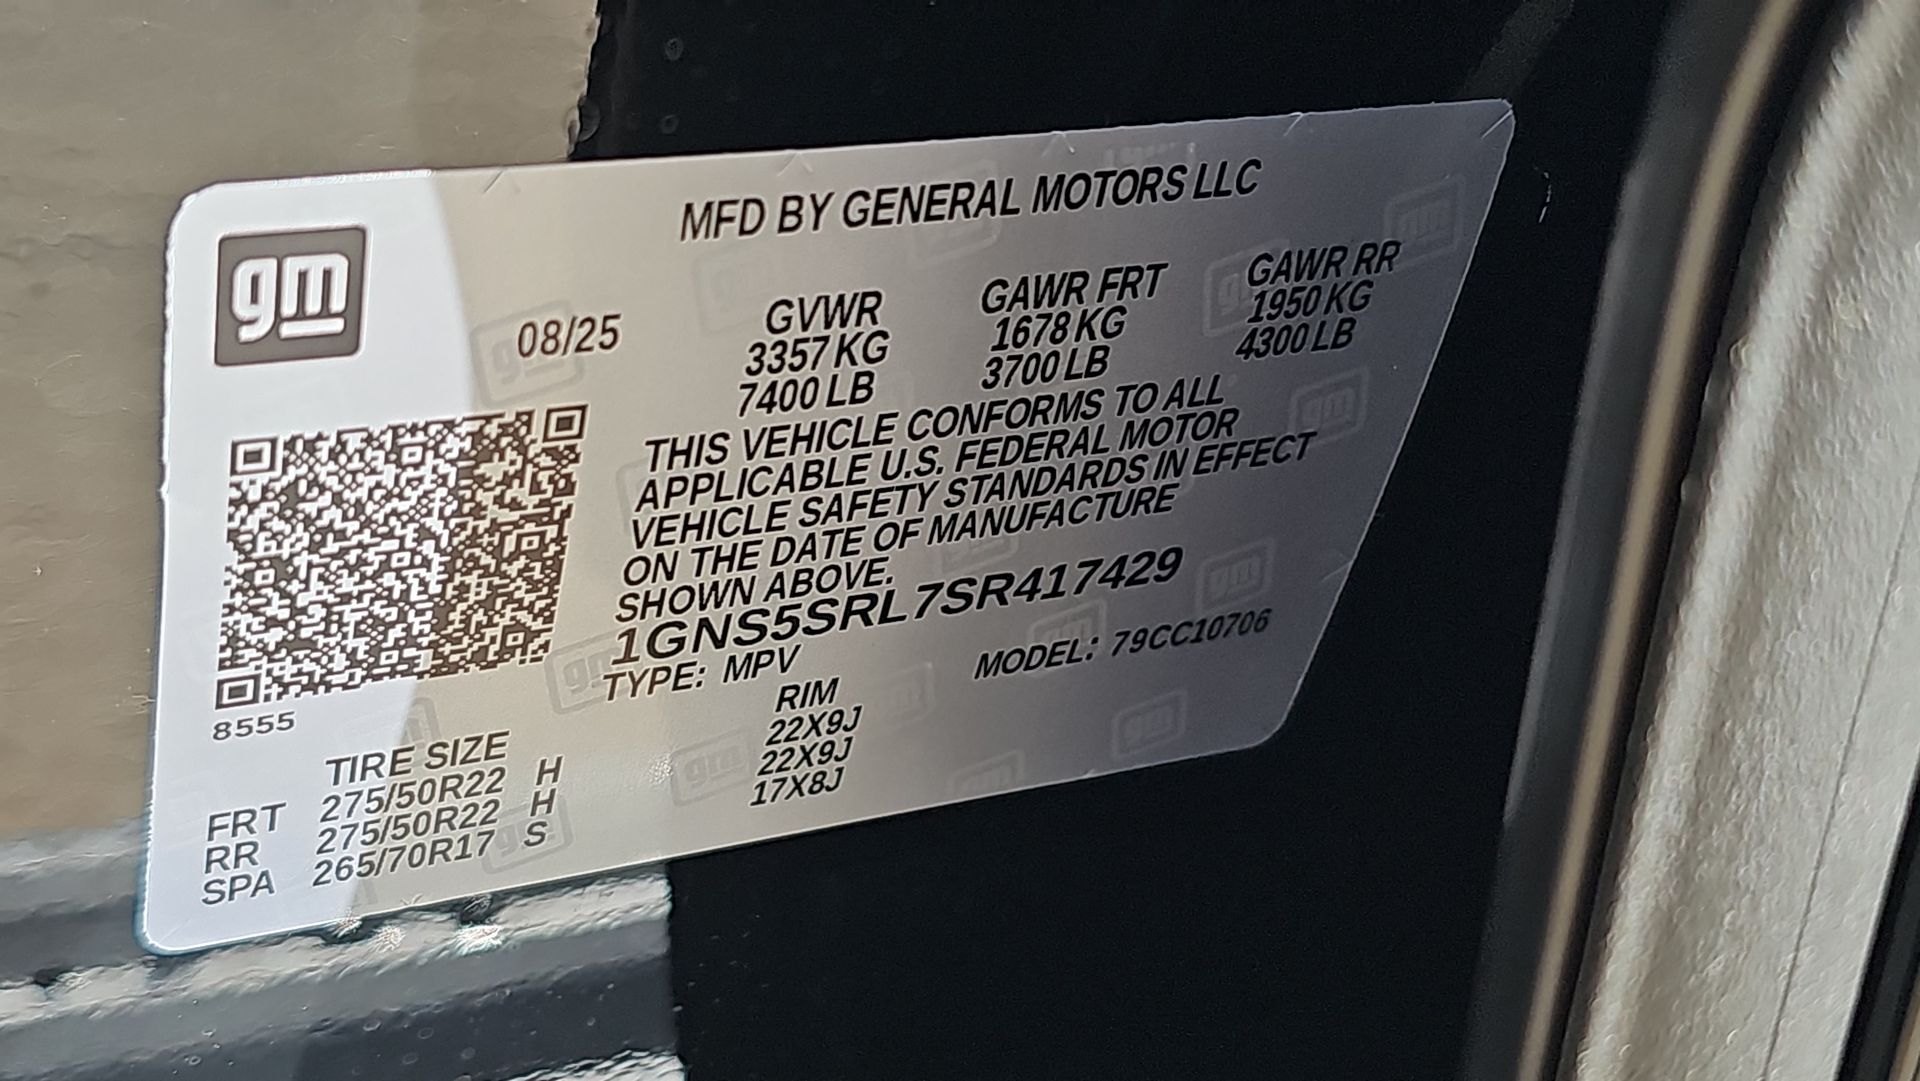 MFD BY GENERAL MOTORS LLC
gm
08/25
GVWR
3357 KG
7400 LB
GAWR FRT
1678 KG
3700 LB
GAWR RR
1950 KG
4300 LB
THIS VEHICLE CONFORMS TO ALL
APPLICABLE U.S. FEDERAL MOTOR
VEHICLE SAFETY STANDARDS IN EFFECT
ON THE DATE OF MANUFACTURE
SHOWN ABOVE.
1GNS5SRL7SR417429
TYPE: MPV MODEL: 79CC10706
8555
TIRE SIZE RIM
FRT 275/50R22 H 22X9J
RR 275/50R22 H 22X9J
SPA 265/70R17 S 17X8J